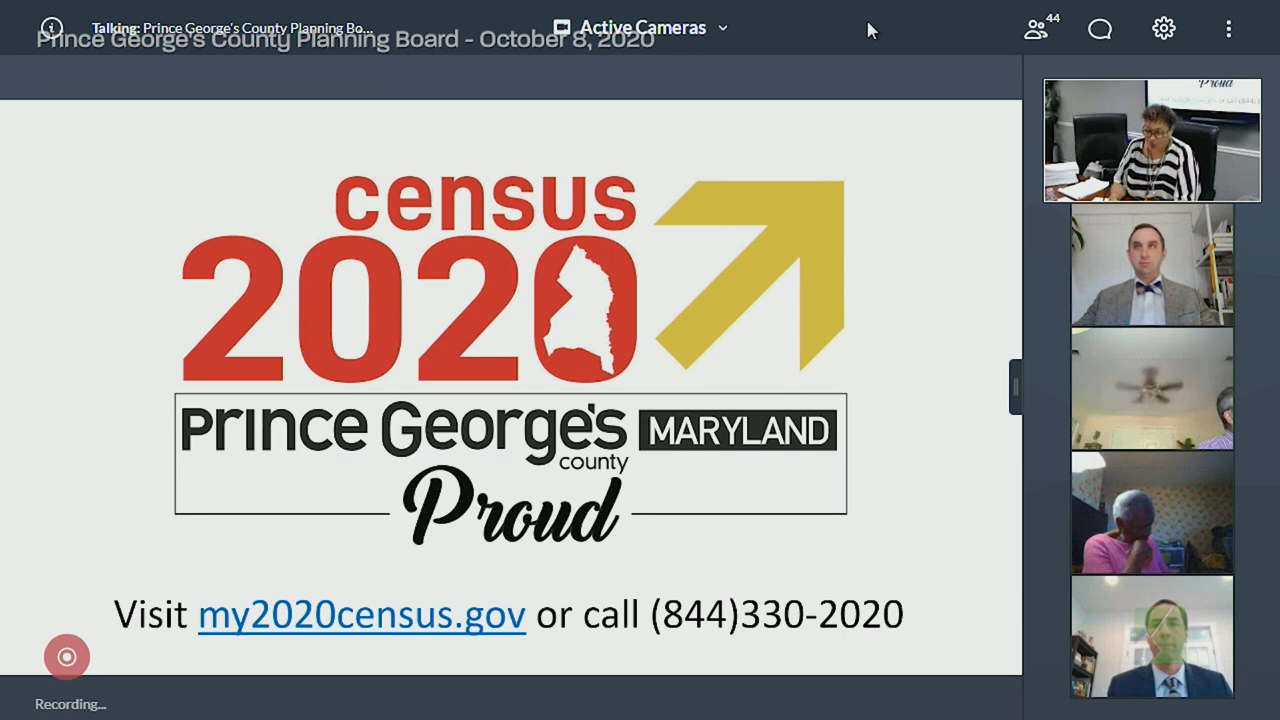 Talking: Prince George's County Planning Bo...
Active Cameras
44
Prince George's County Planning Board - October 8, 2020
census
2020
Prince George's
county
MARYLAND
Proud
Visit my2020census.gov or call (844)330-2020
Recording...
Proud